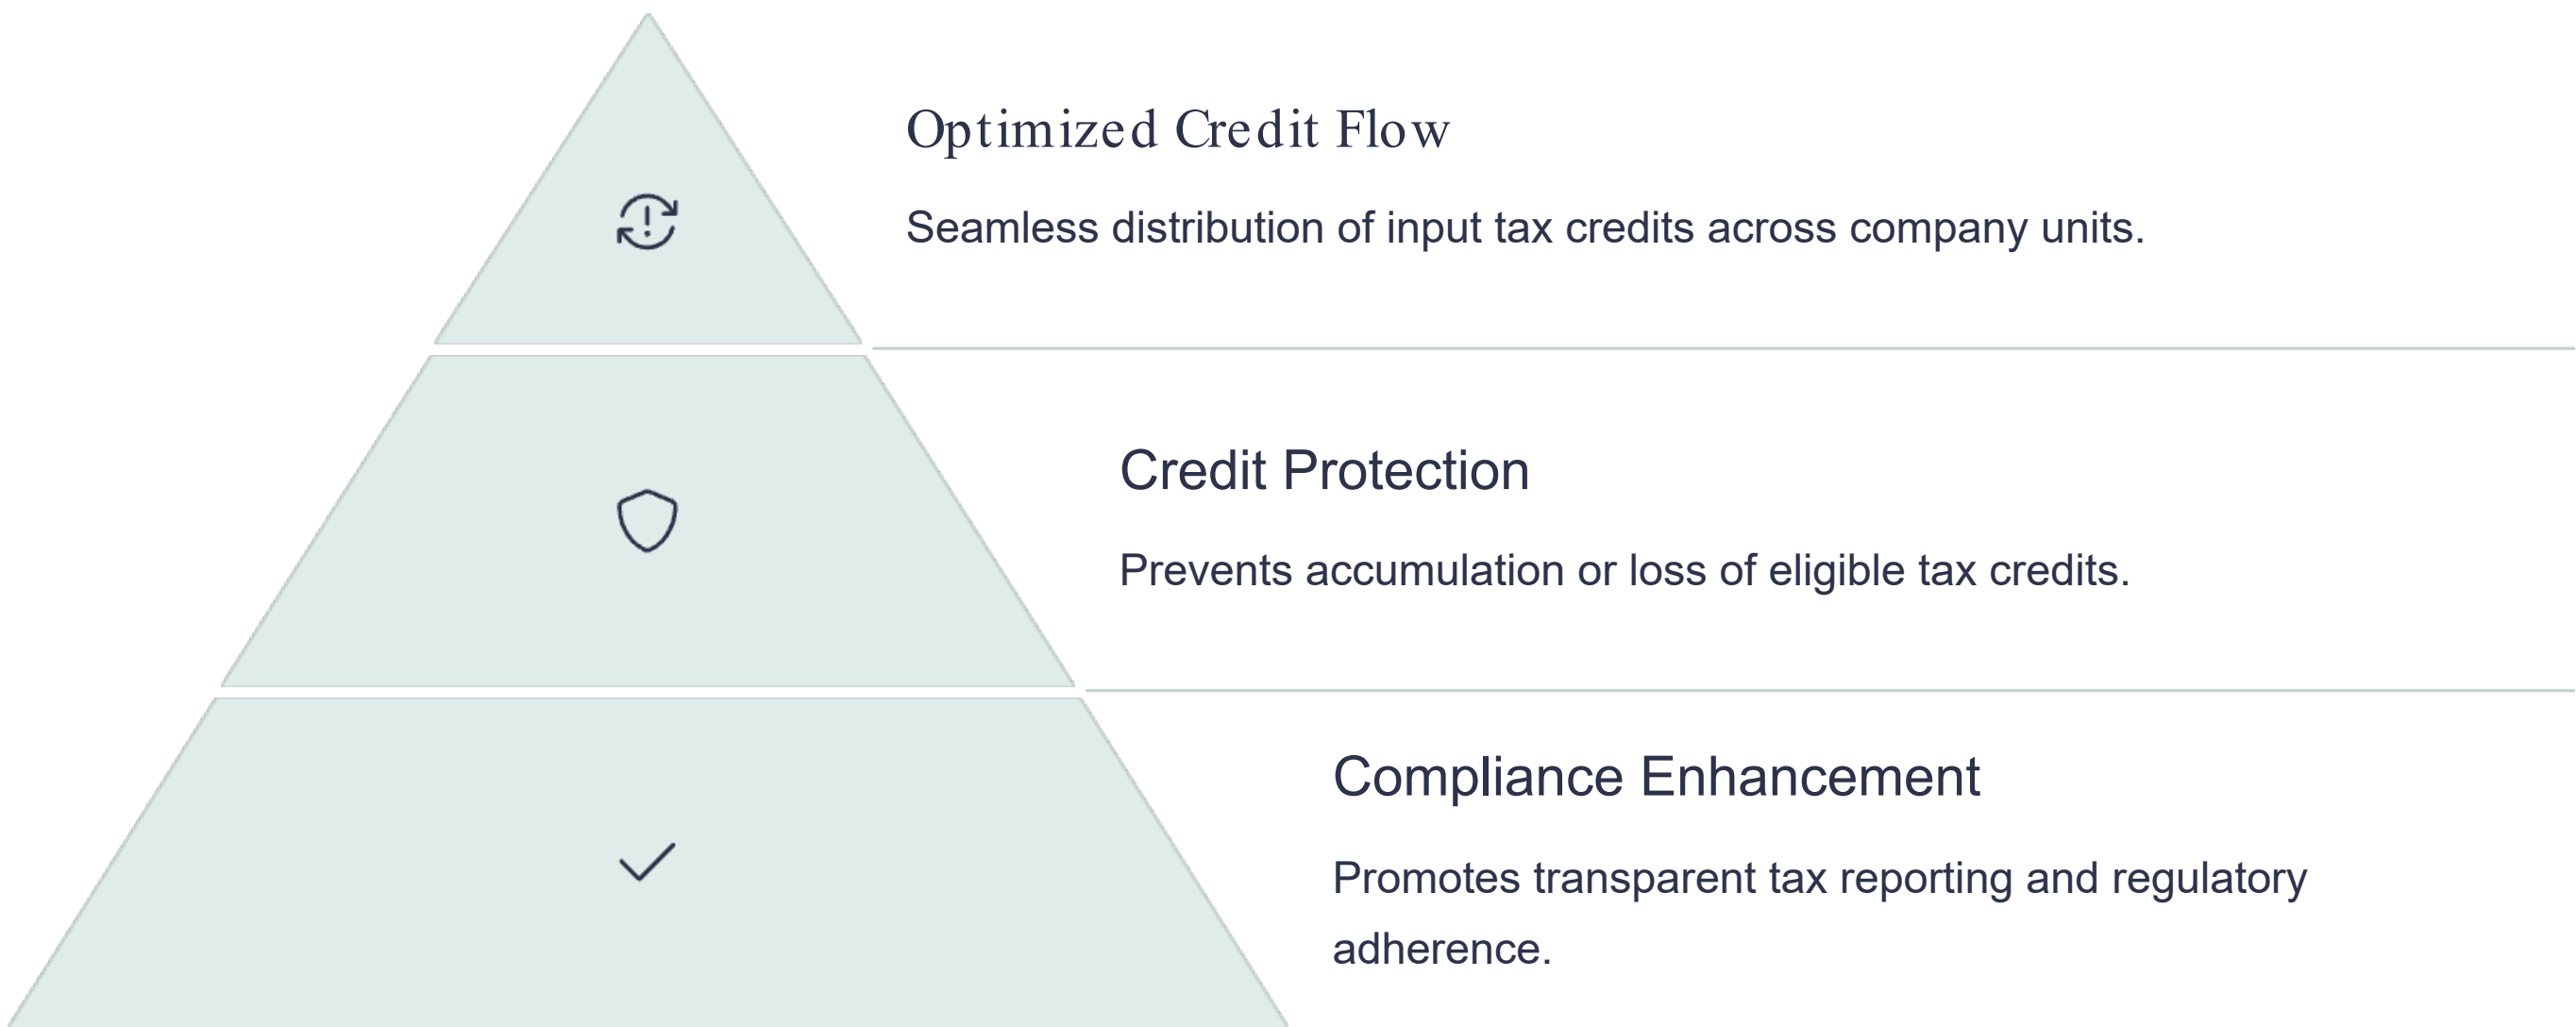 Optimized Credit Flow
Seamless distribution of input tax credits across company units.
Credit Protection
Prevents accumulation or loss of eligible tax credits.
Compliance Enhancement
Promotes transparent tax reporting and regulatory
adherence.